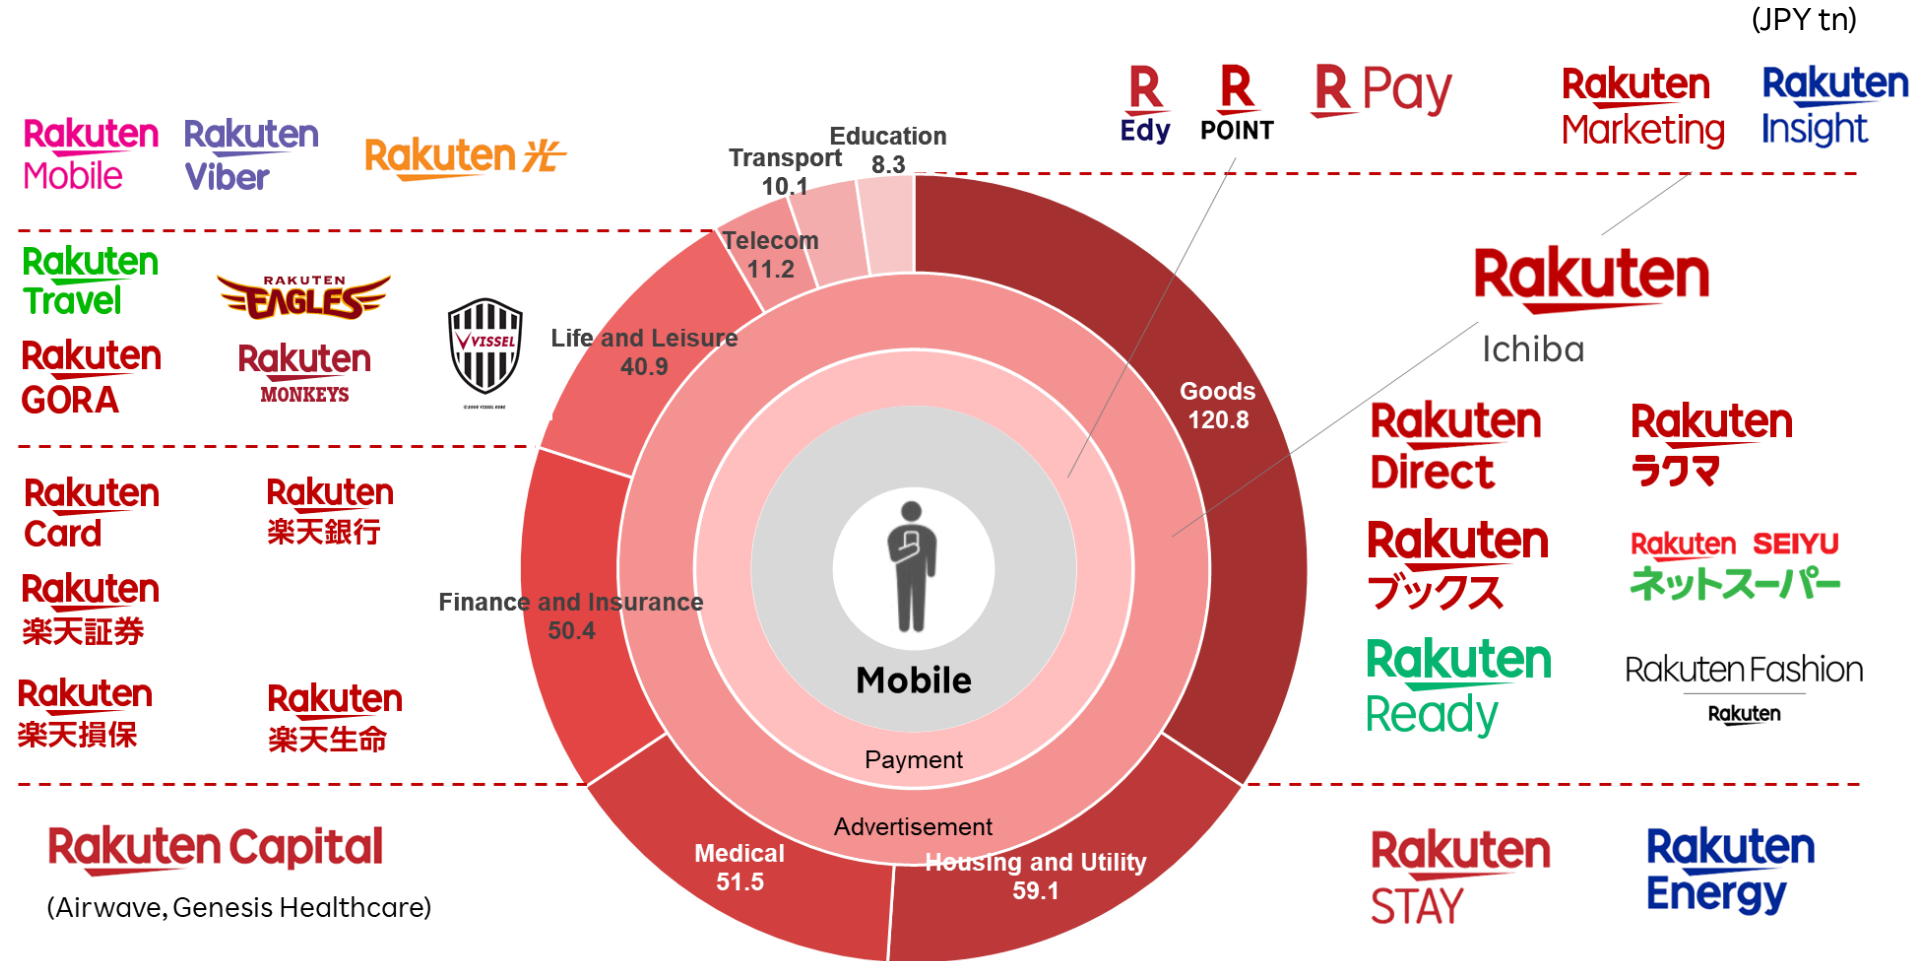 (JPY tn)
R
Edy
R
POINT
R Pay
Rakuten
Marketing
Rakuten
Insight
Rakuten
Mobile
Rakuten
Viber
Rakuten 光
Education
8.3
Transport
10.1
Telecom
11.2
Rakuten
Travel
RAKUTEN
EAGLES
Rakuten
GORA
Rakuten
MONKEYS
VISSEL
Life and Leisure
40.9
Goods
120.8
Rakuten
Ichiba
Rakuten
Direct
Rakuten
ラクマ
Rakuten
ブックス
Rakuten SEIYU
ネットスーパー
Rakuten
Ready
Rakuten Fashion
Rakuten
Rakuten
Card
Rakuten
楽天銀行
Rakuten
楽天証券
Rakuten
楽天損保
Rakuten
楽天生命
Finance and Insurance
50.4
Mobile
Payment
Advertisement
Medical
51.5
Housing and Utility
59.1
Rakuten Capital
(Airwave, Genesis Healthcare)
Rakuten
STAY
Rakuten
Energy